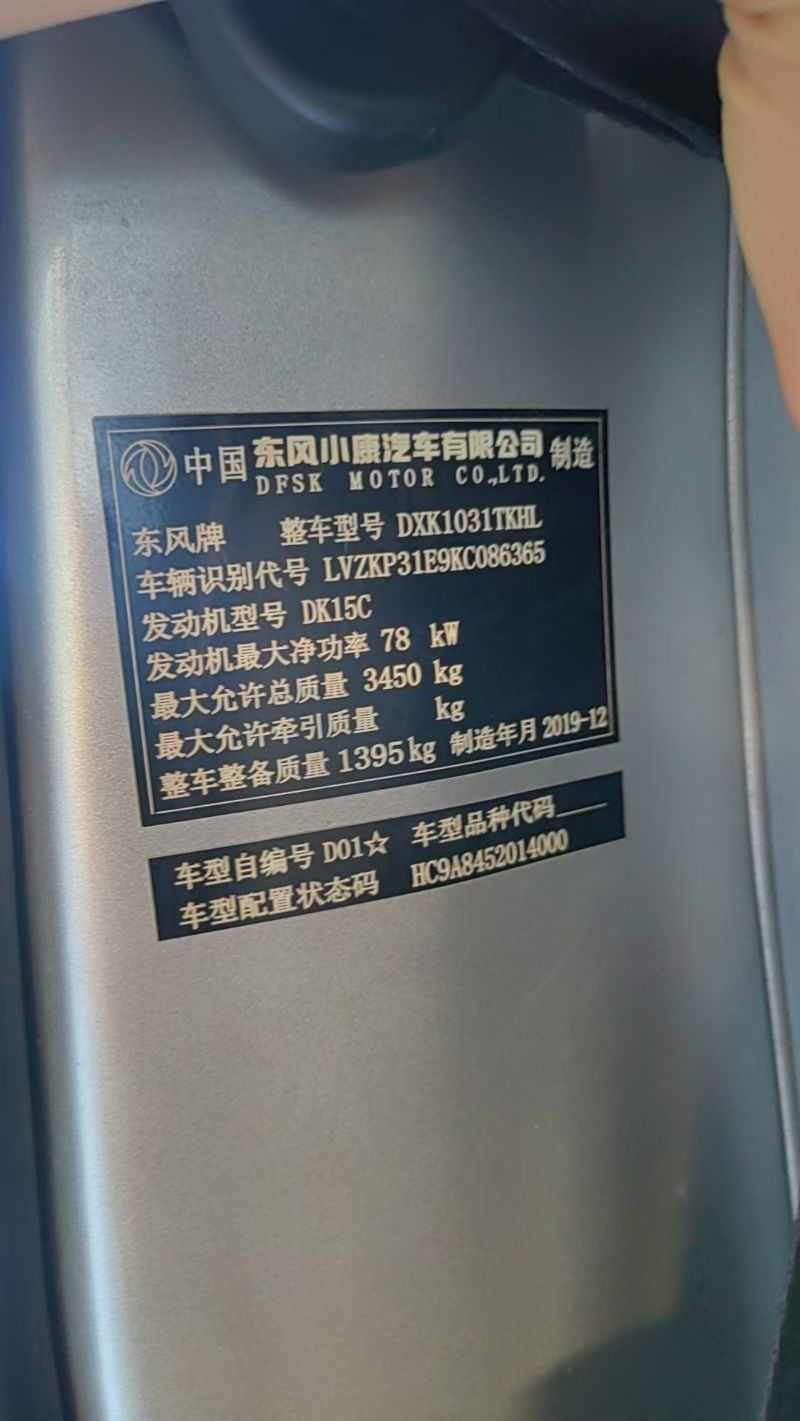 中国 东风小康汽车有限公司 制造
DFSK MOTOR CO.,LTD.
东风牌 整车型号 DXK1031TKHL
车辆识别代号 LVZKP31E9KC086365
发动机型号 DK15C
发动机最大净功率 78 kW
最大允许总质量 3450 kg
最大允许牵引质量 kg
整车整备质量 1395 kg 制造年月 2019-12
车型自编号 D01☆ 车型品种代码
车型配置状态码 HC9A8452014000